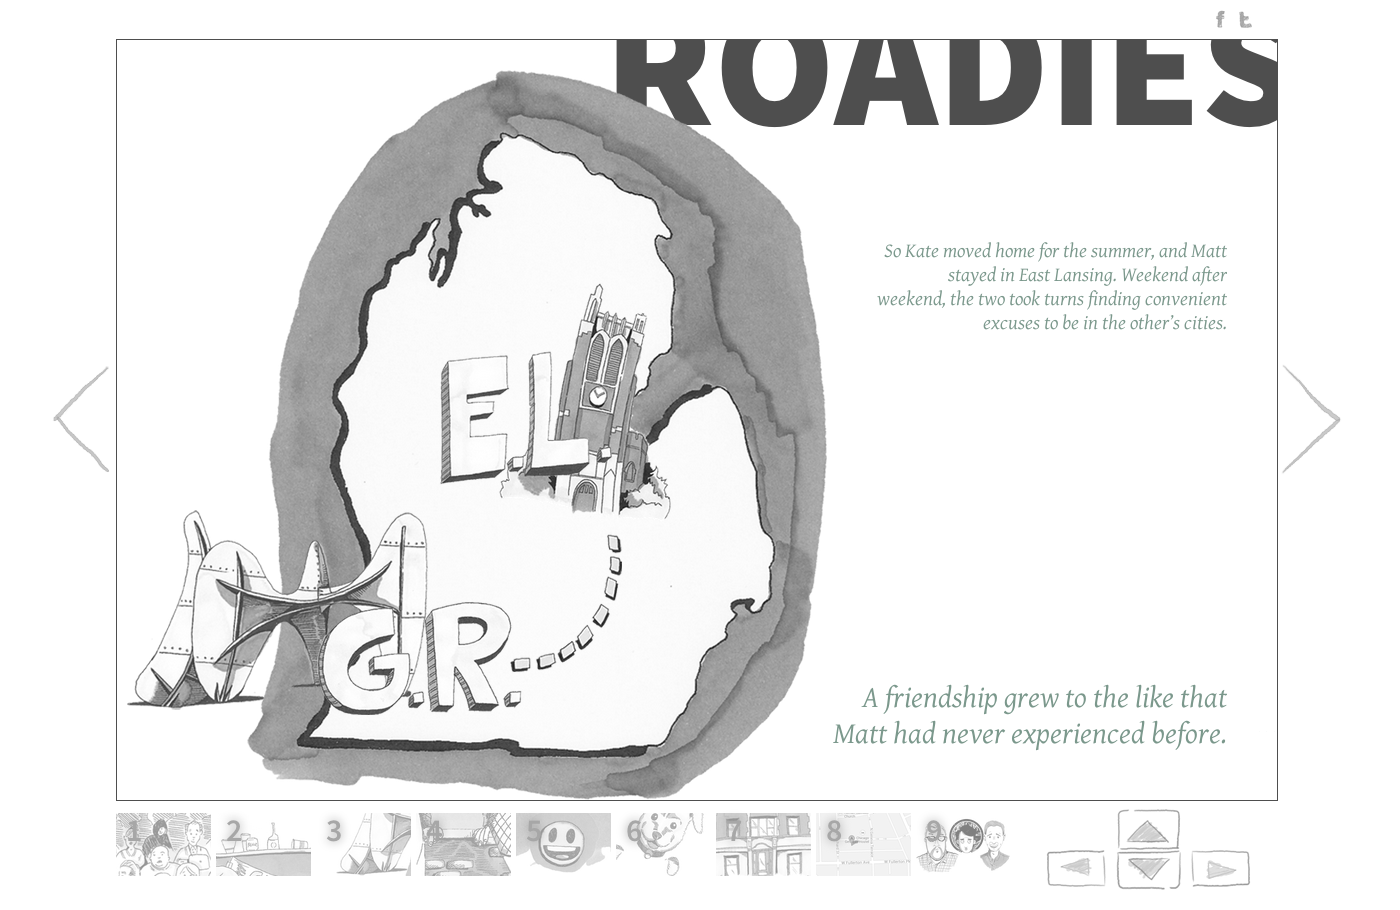 ROADIES
So Kate moved home for the summer, and Matt
stayed in East Lansing. Weekend after
weekend, the two took turns finding convenient
excuses to be in the other's cities.
E.L.
G.R.
A friendship grew to the like that
Matt had never experienced before.
1 2 3 4 5 6 7 8 9